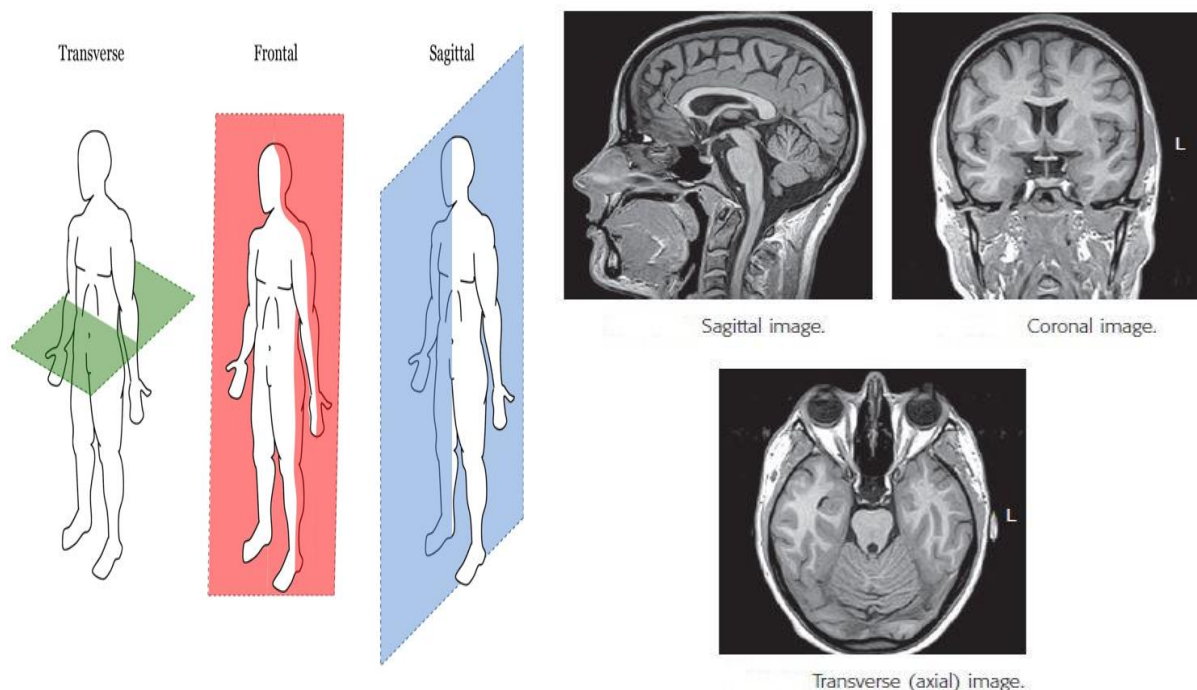 Transverse
Frontal
Sagittal
L
Sagittal image.
Coronal image.
L
Transverse (axial) image.